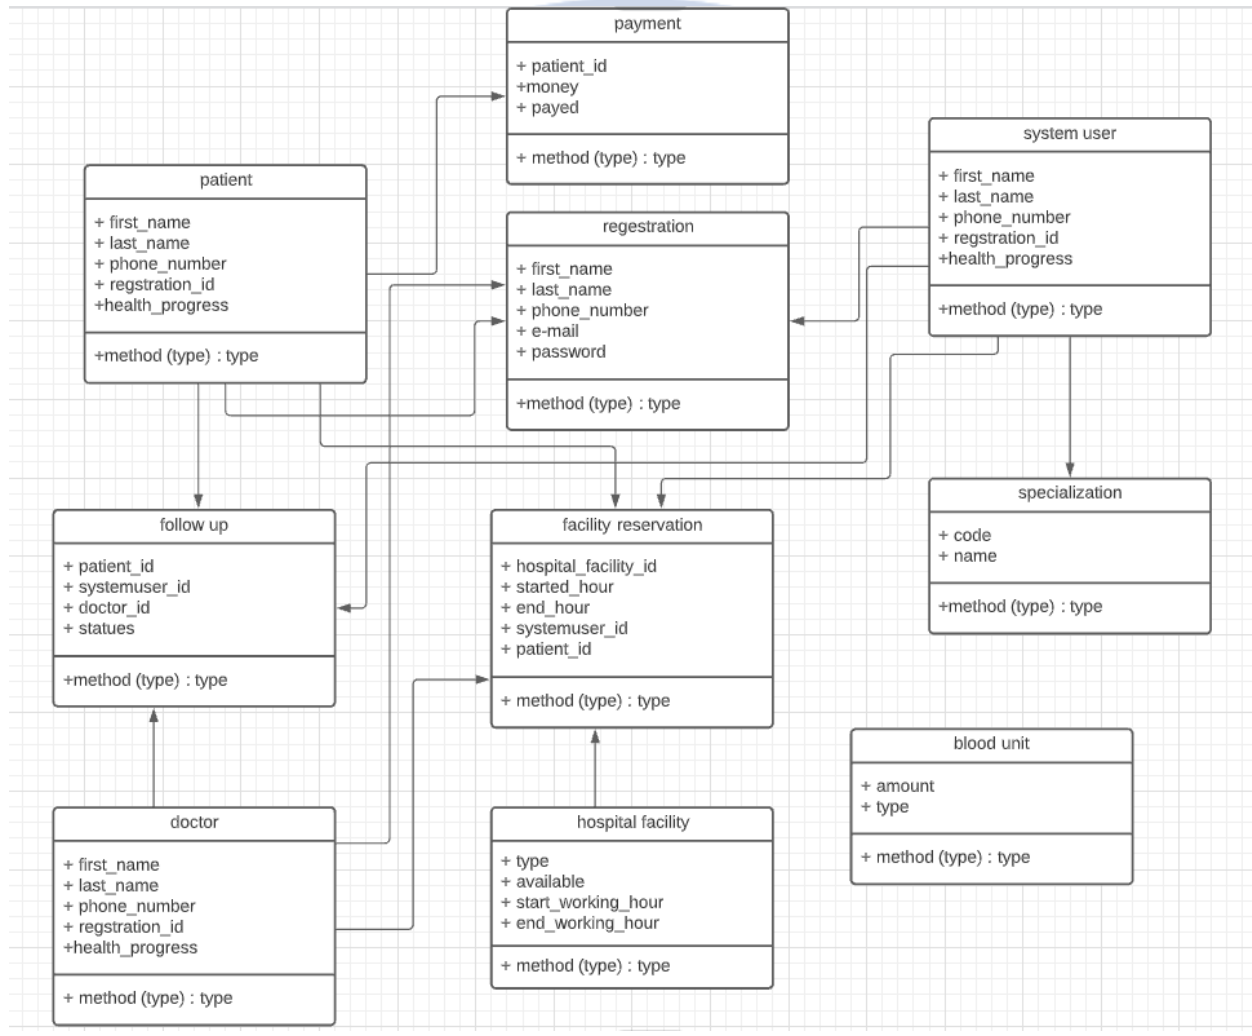 payment
+ patient_id
+money
+ payed
+ method (type) : type
system user
+ first_name
+ last_name
+ phone_number
+ regstration_id
+health_progress
+method (type) : type
patient
+ first_name
+ last_name
+ phone_number
+ regstration_id
+health_progress
+method (type) : type
regestration
+ first_name
+ last_name
+ phone_number
+ e-mail
+ password
+method (type) : type
specialization
+ code
+ name
+method (type) : type
follow up
+ patient_id
+ systemuser_id
+ doctor_id
+ statues
+method (type) : type
facility reservation
+ hospital_facility_id
+ started_hour
+ end_hour
+ systemuser_id
+ patient_id
+ method (type) : type
blood unit
+ amount
+ type
+ method (type) : type
doctor
+ first_name
+ last_name
+ phone_number
+ regstration_id
+health_progress
+ method (type) : type
hospital facility
+ type
+ available
+ start_working_hour
+ end_working_hour
+ method (type) : type